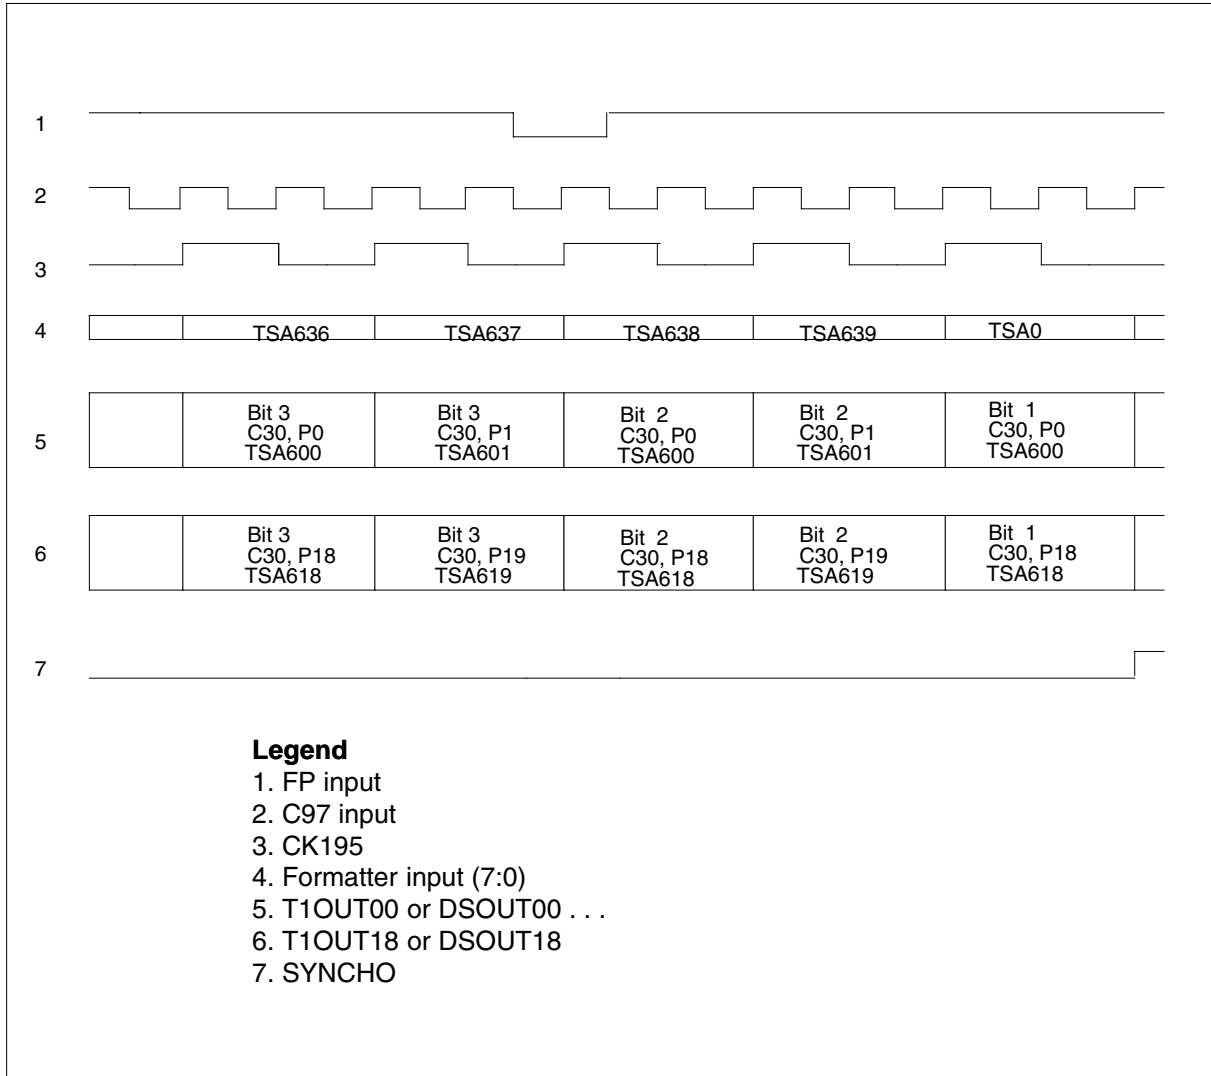 1
2
3
4
TSA636 TSA637 TSA638 TSA639 TSA0
5
Bit 3 Bit 3 Bit 2 Bit 2 Bit 1
C30, P0 C30, P1 C30, P0 C30, P1 C30, P0
TSA600 TSA601 TSA600 TSA601 TSA600
6
Bit 3 Bit 3 Bit 2 Bit 2 Bit 1
C30, P18 C30, P19 C30, P18 C30, P19 C30, P18
TSA618 TSA619 TSA618 TSA619 TSA618
7
Legend
1. FP input
2. C97 input
3. CK195
4. Formatter input (7:0)
5. T1OUT00 or DSOUT00 . . .
6. T1OUT18 or DSOUT18
7. SYNCHO